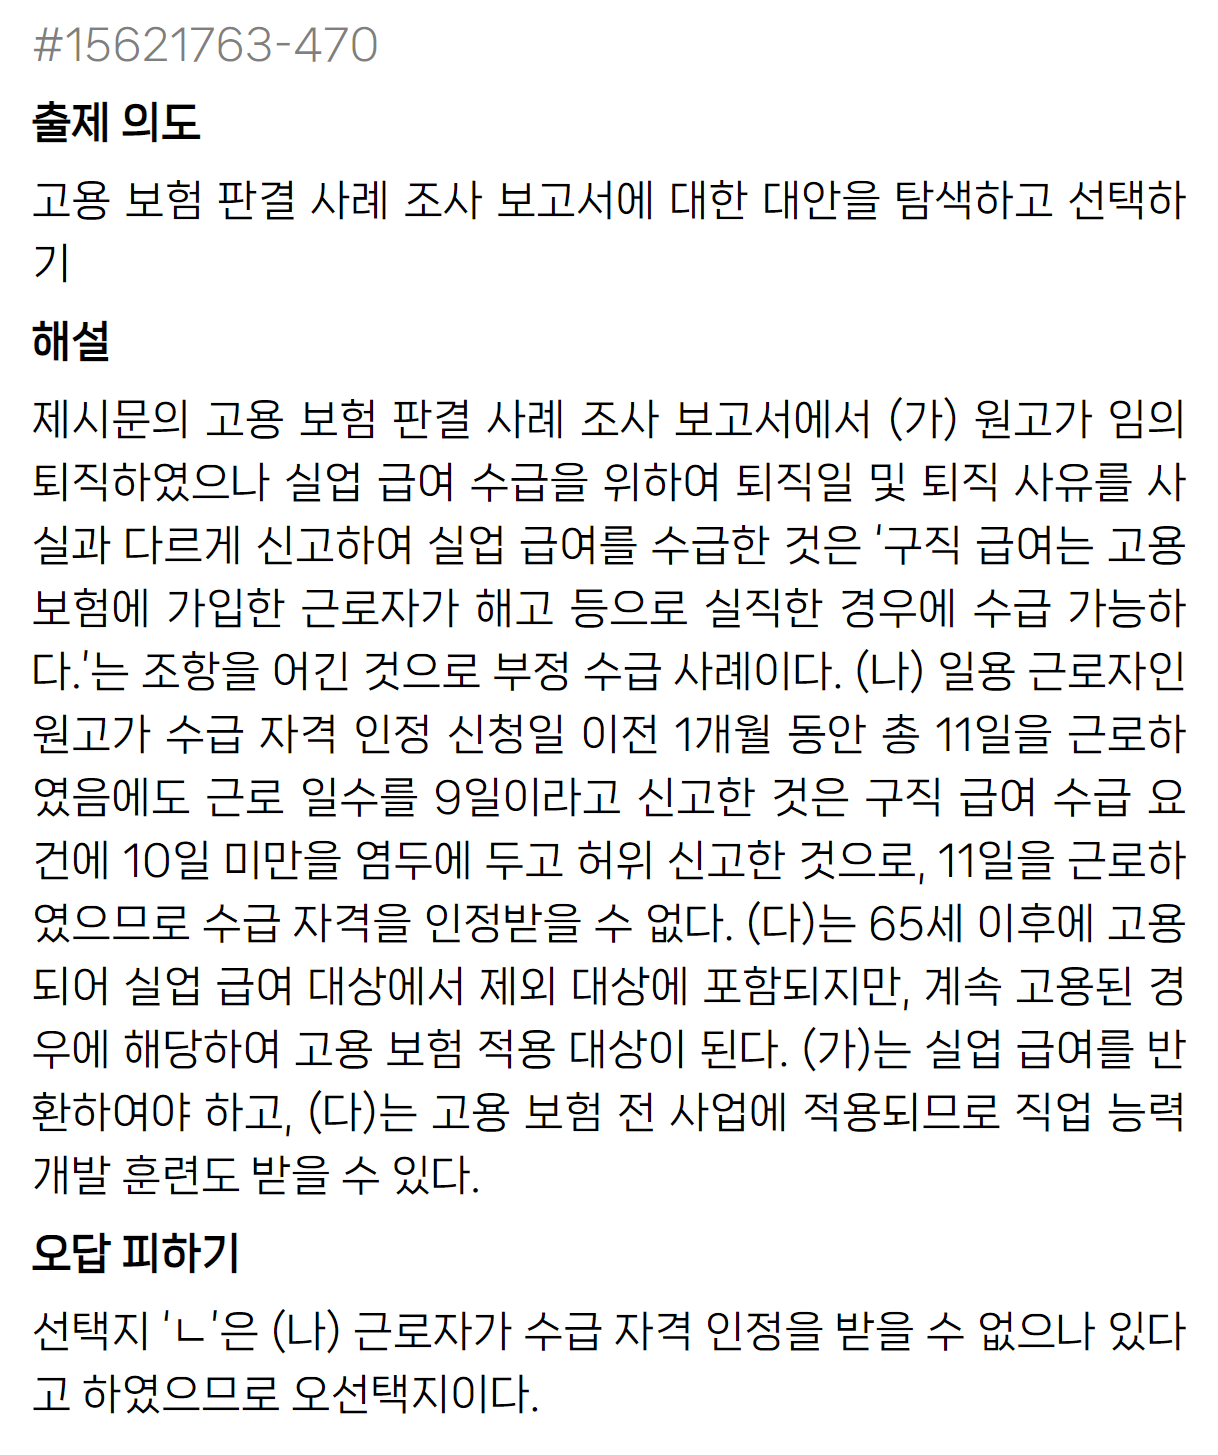 #15621763-470
출제 의도
고용 보험 판결 사례 조사 보고서에 대한 대안을 탐색하고 선택하
기
해설
제시문의 고용 보험 판결 사례 조사 보고서에서 (가) 원고가 임의
퇴직하였으나 실업 급여 수급을 위하여 퇴직일 및 퇴직 사유를 사
실과 다르게 신고하여 실업 급여를 수급한 것은 '구직 급여는 고용
보험에 가입한 근로자가 해고 등으로 실직한 경우에 수급 가능하
다.'는 조항을 어긴 것으로 부정 수급 사례이다. (나) 일용 근로자인
원고가 수급 자격 인정 신청일 이전 1개월 동안 총 11일을 근로하
였음에도 근로 일수를 9일이라고 신고한 것은 구직 급여 수급 요
건에 10일 미만을 염두에 두고 허위 신고한 것으로, 11일을 근로하
였으므로 수급 자격을 인정받을 수 없다. (다)는 65세 이후에 고용
되어 실업 급여 대상에서 제외 대상에 포함되지만, 계속 고용된 경
우에 해당하여 고용 보험 적용 대상이 된다. (가)는 실업 급여를 반
환하여야 하고, (다)는 고용 보험 전 사업에 적용되므로 직업 능력
개발 훈련도 받을 수 있다.
오답 피하기
선택지 'ㄴ'은 (나) 근로자가 수급 자격 인정을 받을 수 없으나 있다
고 하였으므로 오선택지이다.